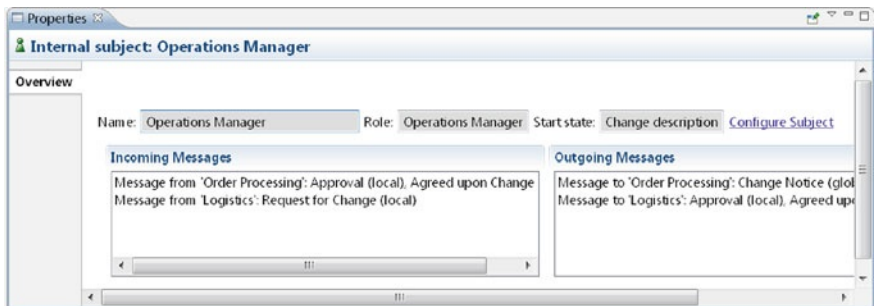 Properties
Internal subject: Operations Manager
Overview
Name: Operations Manager Role: Operations Manager Start state: Change description Configure Subject
Incoming Messages
Message from 'Order Processing': Approval (local), Agreed upon Change
Message from 'Logistics': Request for Change (local)
Outgoing Messages
Message to 'Order Processing': Change Notice (glol
Message to 'Logistics': Approval (local), Agreed upo